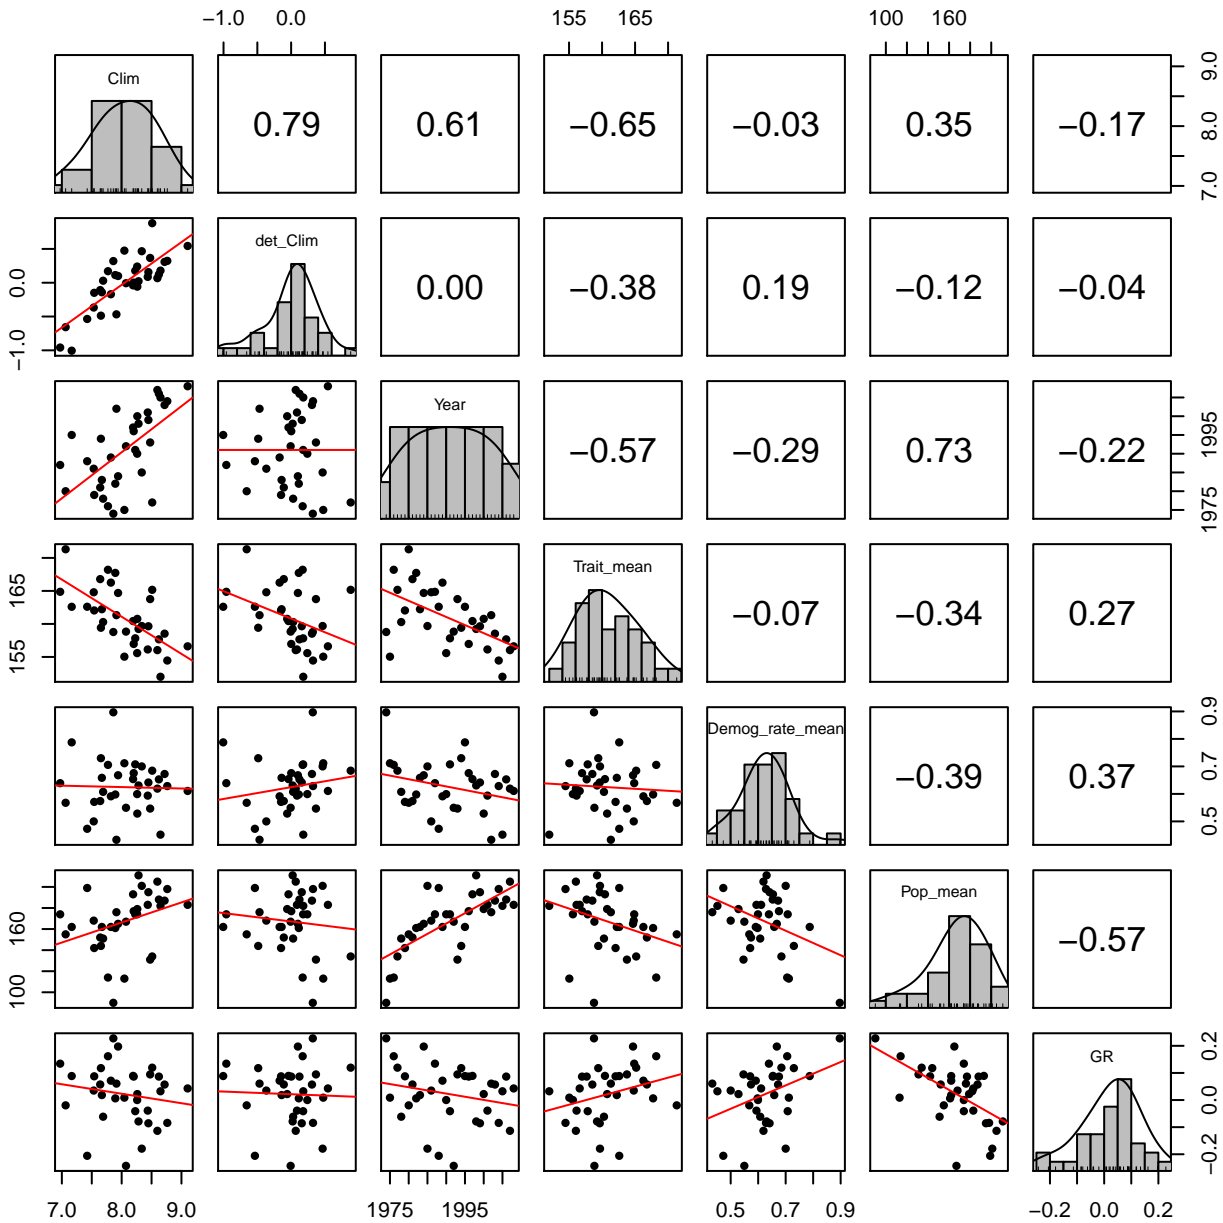 −1.0 0.0 155 165 100 160
Clim 0.79 0.61 −0.65 −0.03 0.35 −0.17 7.0 8.0 9.0
−1.0 0.0 det_Clim 0.00 −0.38 0.19 −0.12 −0.04
Year −0.57 −0.29 0.73 −0.22 1975 1995
155 165 Trait_mean −0.07 −0.34 0.27
Demog_rate_mean −0.39 0.37 0.5 0.7 0.9
100 160 Pop_mean −0.57
GR −0.2 0.0 0.2
7.0 8.0 9.0 1975 1995 0.5 0.7 0.9 −0.2 0.0 0.2